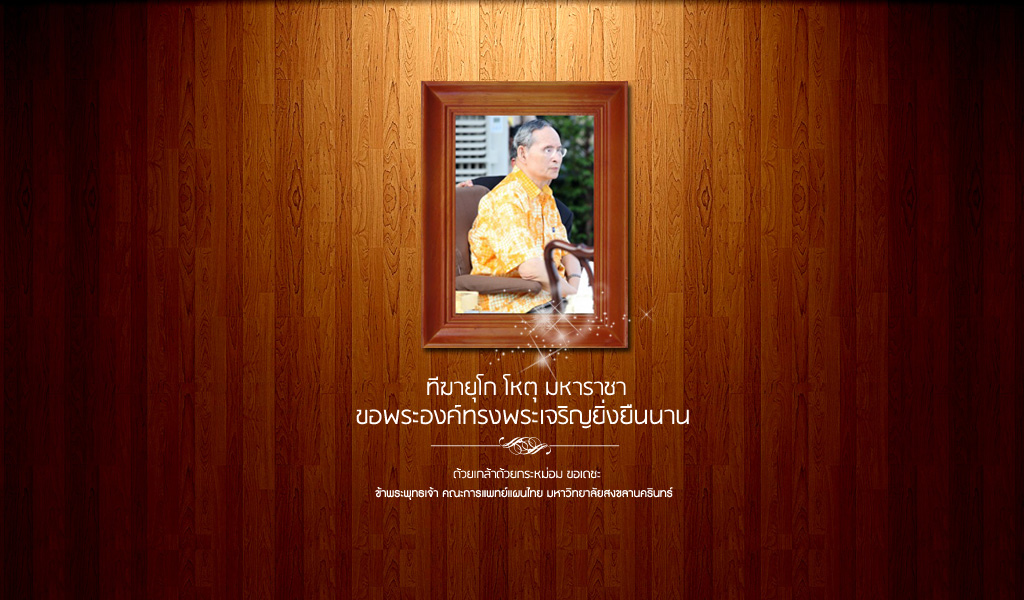 ทีฆายุโก โหตุ มหาราชา
ขอพระองค์ทรงพระเจริญยิ่งยืนนาน
ด้วยเกล้าด้วยกระหม่อม ขอเดชะ
ข้าพระพุทธเจ้า คณะการแพทย์แผนไทย มหาวิทยาลัยสงขลานครินทร์